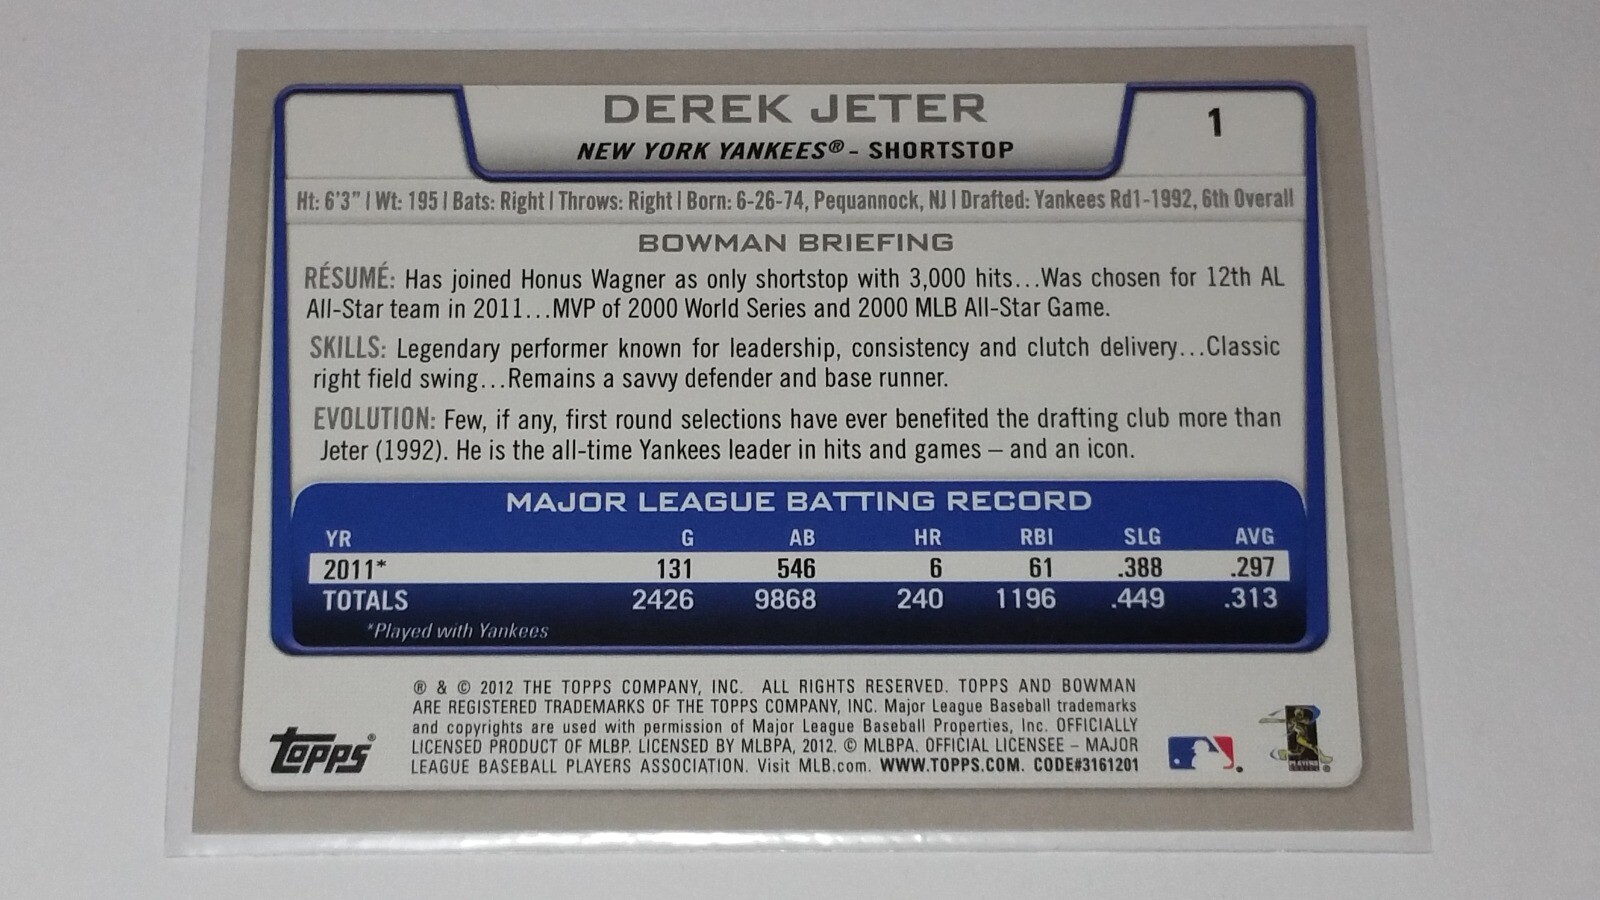 DEREK JETER
1
NEW YORK YANKEES® - SHORTSTOP
Ht: 6'3" | Wt: 195 | Bats: Right | Throws: Right | Born: 6-26-74, Pequannock, NJ | Drafted: Yankees Rd1-1992, 6th Overall
BOWMAN BRIEFING
RÉSUMÉ: Has joined Honus Wagner as only shortstop with 3,000 hits...Was chosen for 12th AL
All-Star team in 2011...MVP of 2000 World Series and 2000 MLB All-Star Game.
SKILLS: Legendary performer known for leadership, consistency and clutch delivery...Classic
right field swing...Remains a savvy defender and base runner.
EVOLUTION: Few, if any, first round selections have ever benefited the drafting club more than
Jeter (1992). He is the all-time Yankees leader in hits and games – and an icon.
MAJOR LEAGUE BATTING RECORD
YR G AB HR RBI SLG AVG
2011* 131 546 6 61 .388 .297
TOTALS 2426 9868 240 1196 .449 .313
*Played with Yankees
® & © 2012 THE TOPPS COMPANY, INC. ALL RIGHTS RESERVED. TOPPS AND BOWMAN
ARE REGISTERED TRADEMARKS OF THE TOPPS COMPANY, INC. Major League Baseball trademarks
and copyrights are used with permission of Major League Baseball Properties, Inc. OFFICIALLY
LICENSED PRODUCT OF MLBP. LICENSED BY MLBPA, 2012. © MLBPA. OFFICIAL LICENSEE – MAJOR
LEAGUE BASEBALL PLAYERS ASSOCIATION. Visit MLB.com. WWW.TOPPS.COM. CODE#3161201
TOPPS®